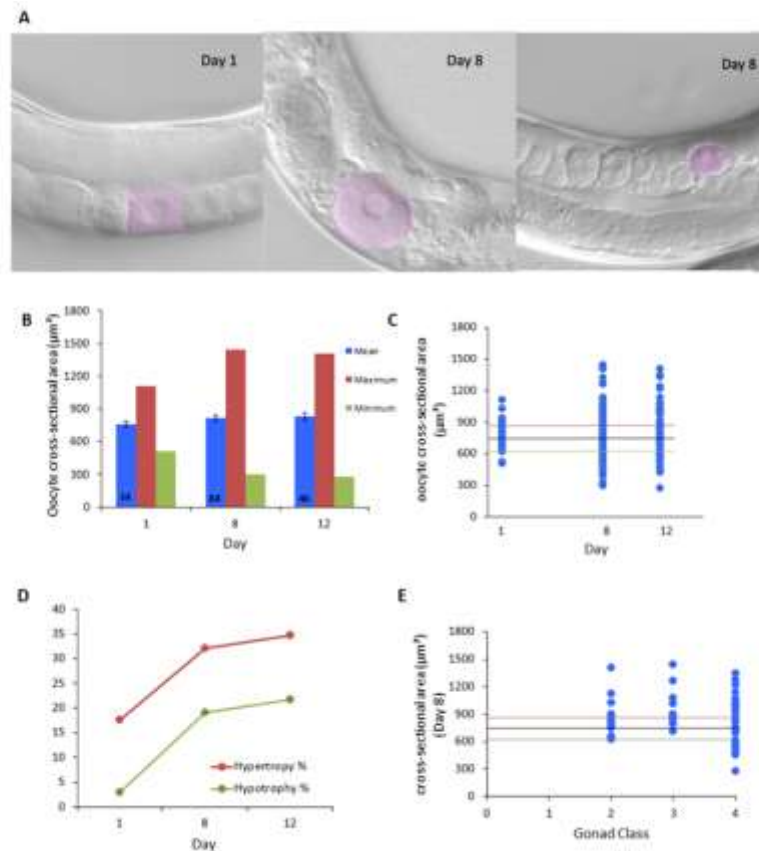 A
Day 1
Day 8
Day 8
B
Oocyte cross-sectional area (µm²)
1800
1500
1200
900
600
300
0
Mean
Maximum
Minimum
1
8
12
Day
C
oocyte cross-sectional area
(µm²)
1800
1500
1200
900
600
300
0
1
8
12
Day
D
40
35
30
25
20
15
10
5
0
Hypertropy %
Hypotrophy %
1
8
12
Day
E
cross-sectional area (µm²)
(Day 8)
1800
1500
1200
900
600
300
0
0
1
2
3
4
Gonad Class